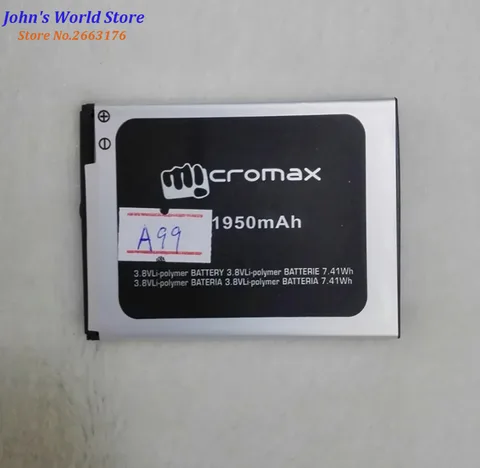 John's World Store
Store No.2663176
micromax
1950mAh
A99
3.8VLi-polymer BATTERY 3.8VLi-polymer BATTERIE 7.41Wh
3.8VLi-polymer BATERIA 3.8VLi-polymer BATTERIA 7.41Wh